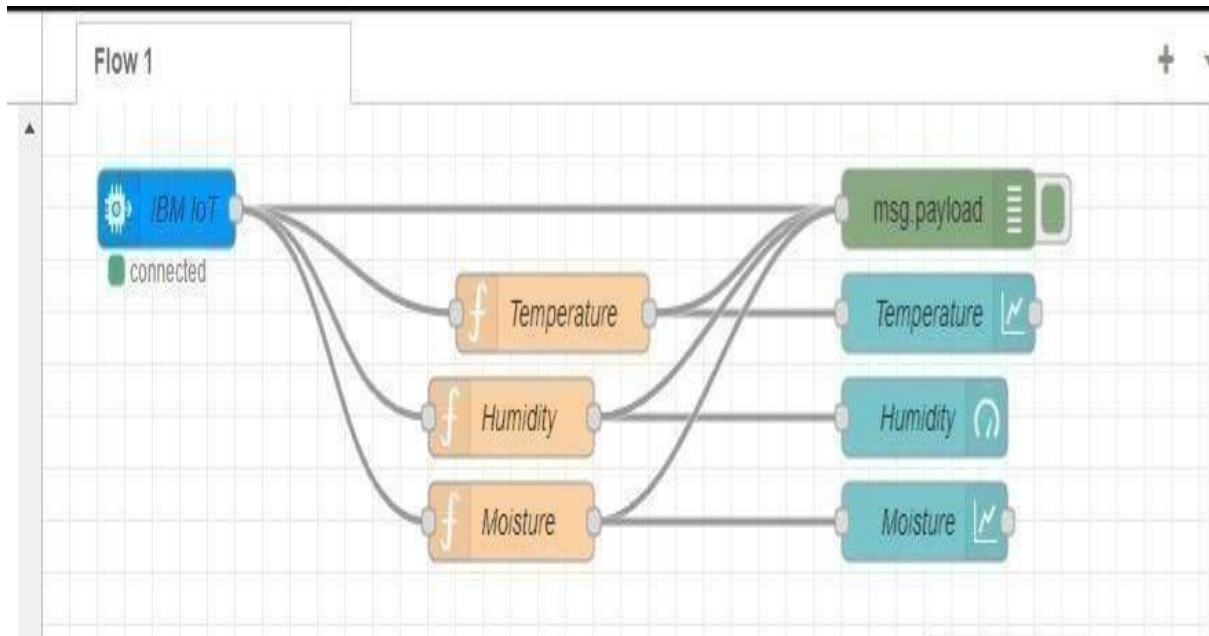 Flow 1
IBM IoT
msg.payload
connected
Temperature
Temperature
Humidity
Humidity
Moisture
Moisture